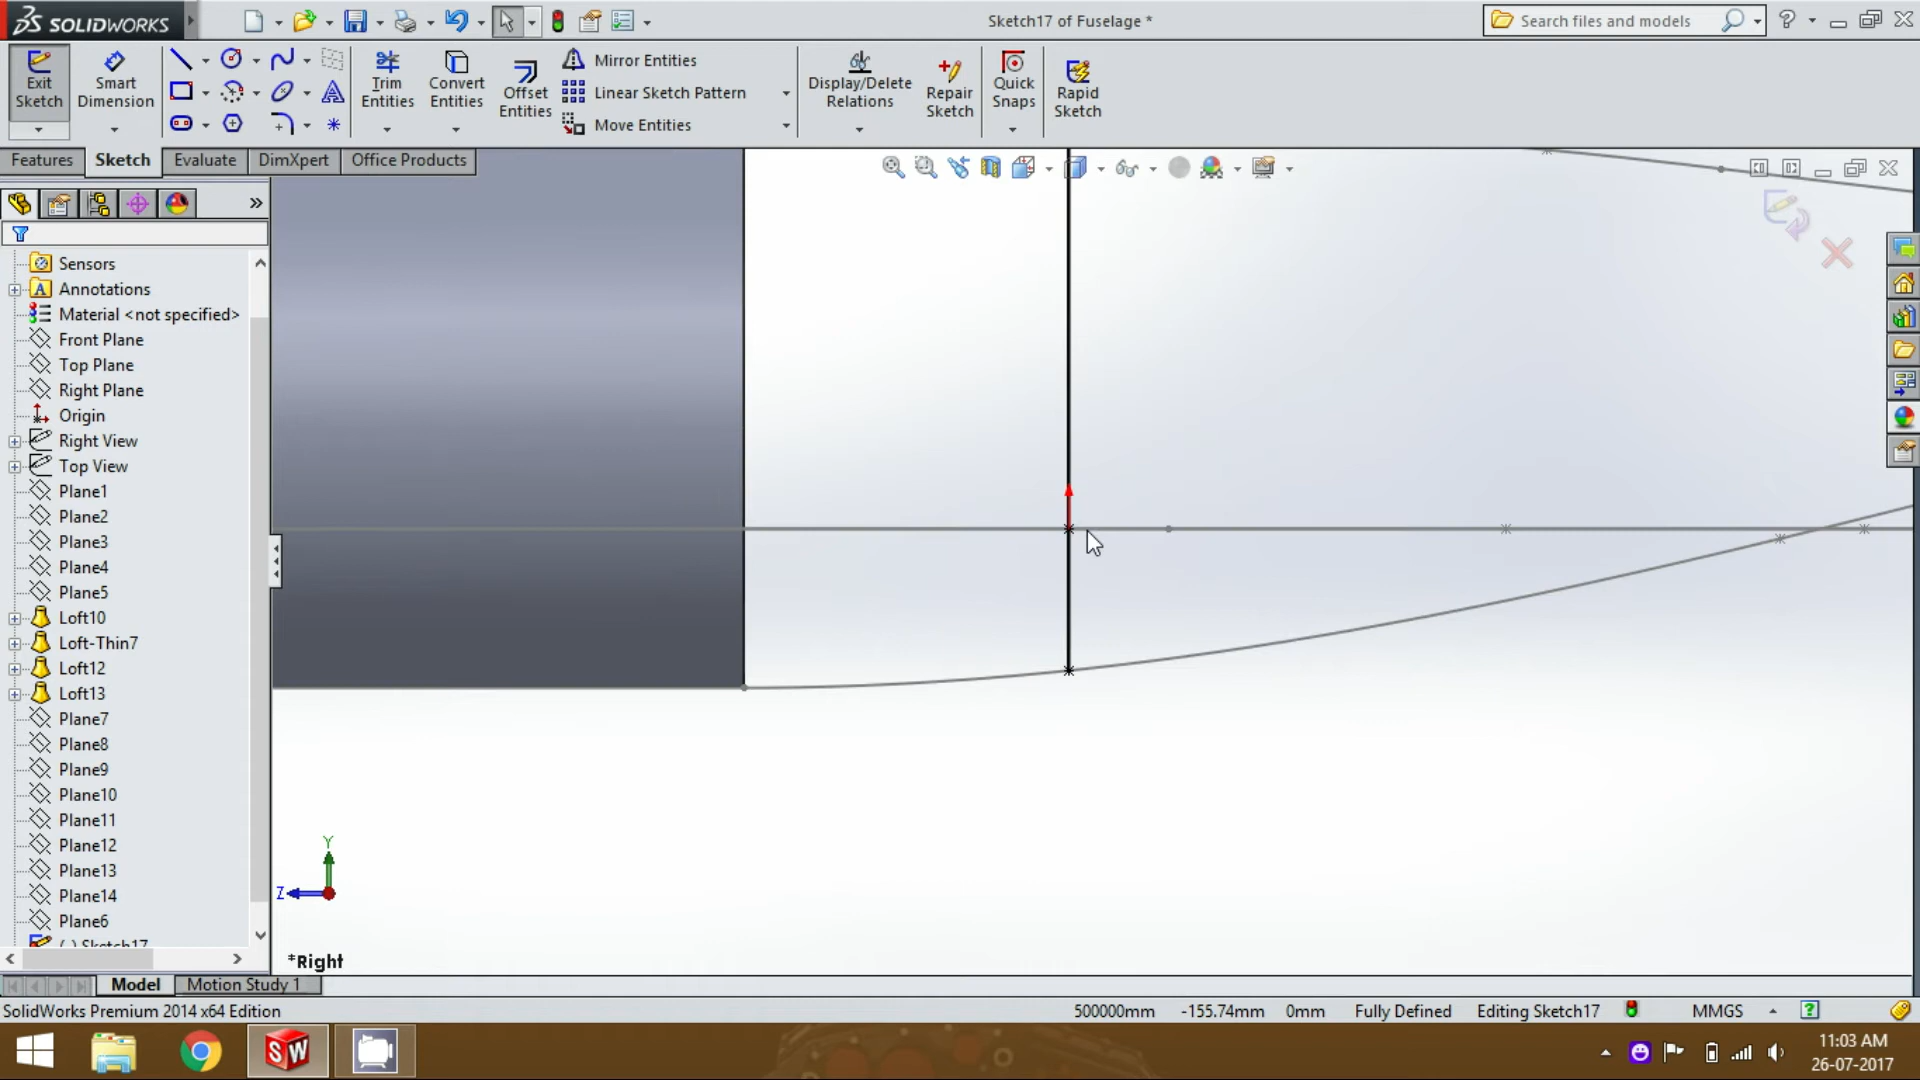 SOLIDWORKS
Sketch17 of Fuselage *
Search files and models
Exit Sketch
Smart Dimension
Trim Entities
Convert Entities
Offset Entities
Mirror Entities
Linear Sketch Pattern
Move Entities
Display/Delete Relations
Repair Sketch
Quick Snaps
Rapid Sketch
Features Sketch Evaluate DimXpert Office Products
Sensors
Annotations
Material <not specified>
Front Plane
Top Plane
Right Plane
Origin
Right View
Top View
Plane1
Plane2
Plane3
Plane4
Plane5
Loft10
Loft-Thin7
Loft12
Loft13
Plane7
Plane8
Plane9
Plane10
Plane11
Plane12
Plane13
Plane14
Plane6
(-) Sketch17
Y
Z
*Right
Model Motion Study 1
SolidWorks Premium 2014 x64 Edition
500000mm -155.74mm 0mm Fully Defined Editing Sketch17 MMGS
11:03 AM
26-07-2017